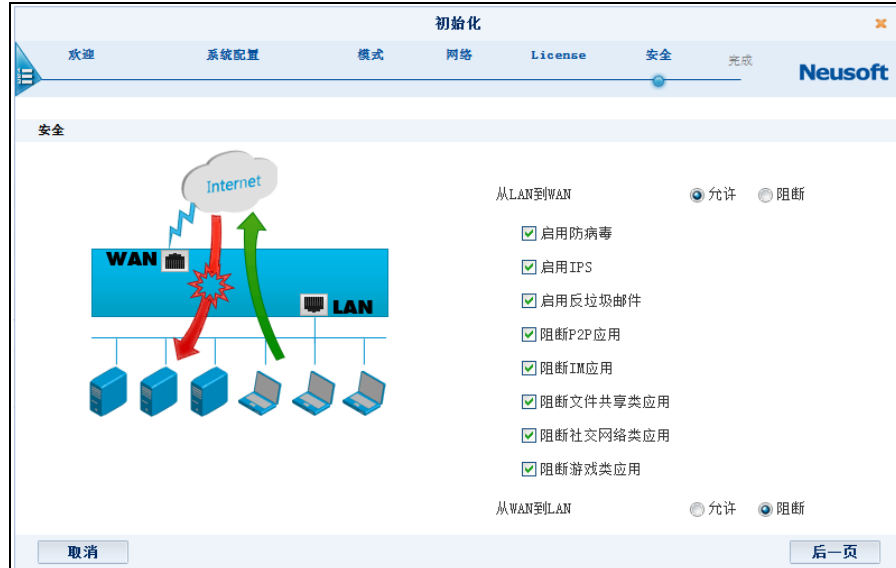 初始化
欢迎 系统配置 模式 网络 License 安全 完成
Neusoft
安全
Internet
WAN
LAN
从LAN到WAN 允许 阻断
启用防病毒
启用IPS
启用反垃圾邮件
阻断P2P应用
阻断IM应用
阻断文件共享类应用
阻断社交网络类应用
阻断游戏类应用
从WAN到LAN 允许 阻断
取消 后一页